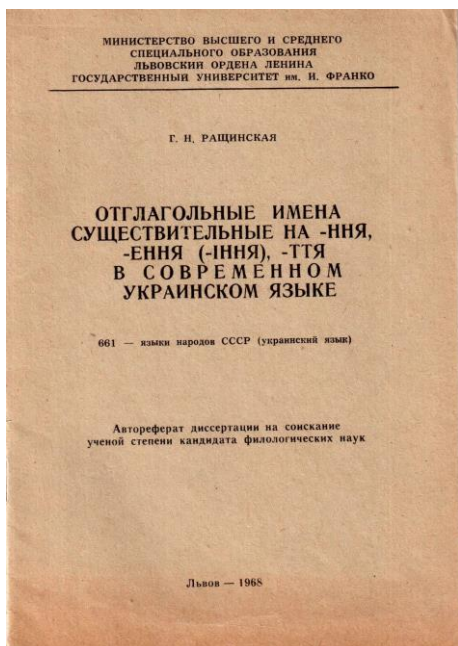 МИНИСТЕРСТВО ВЫСШЕГО И СРЕДНЕГО
СПЕЦИАЛЬНОГО ОБРАЗОВАНИЯ
ЛЬВОВСКИЙ ОРДЕНА ЛЕНИНА
ГОСУДАРСТВЕННЫЙ УНИВЕРСИТЕТ им. И. ФРАНКО
Г. Н. РАЩИНСКАЯ
ОТГЛАГОЛЬНЫЕ ИМЕНА
СУЩЕСТВИТЕЛЬНЫЕ НА -ННЯ,
-ЕННЯ (-ІННЯ), -ТТЯ
В СОВРЕМЕННОМ
УКРАИНСКОМ ЯЗЫКЕ
661 — языки народов СССР (украинский язык)
Автореферат диссертации на соискание
ученой степени кандидата филологических наук
Львов — 1968